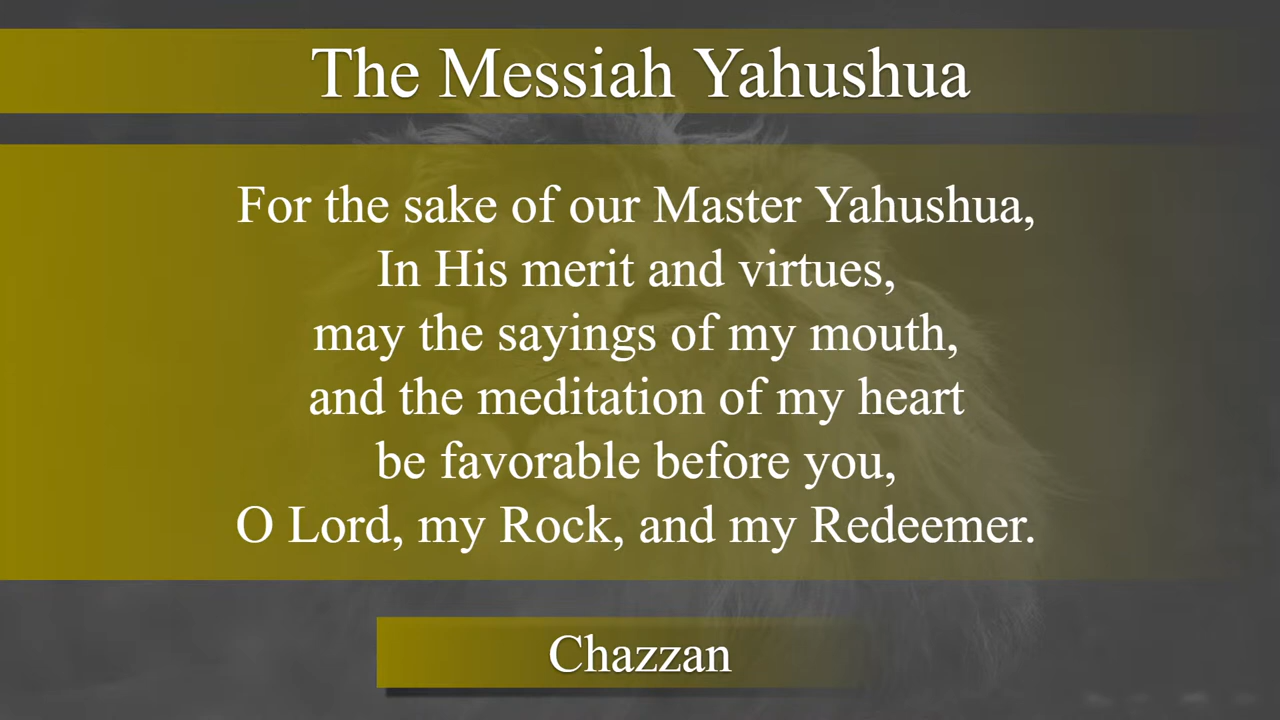 The Messiah Yahushua
For the sake of our Master Yahushua,
In His merit and virtues,
may the sayings of my mouth,
and the meditation of my heart
be favorable before you,
O Lord, my Rock, and my Redeemer.
Chazzan